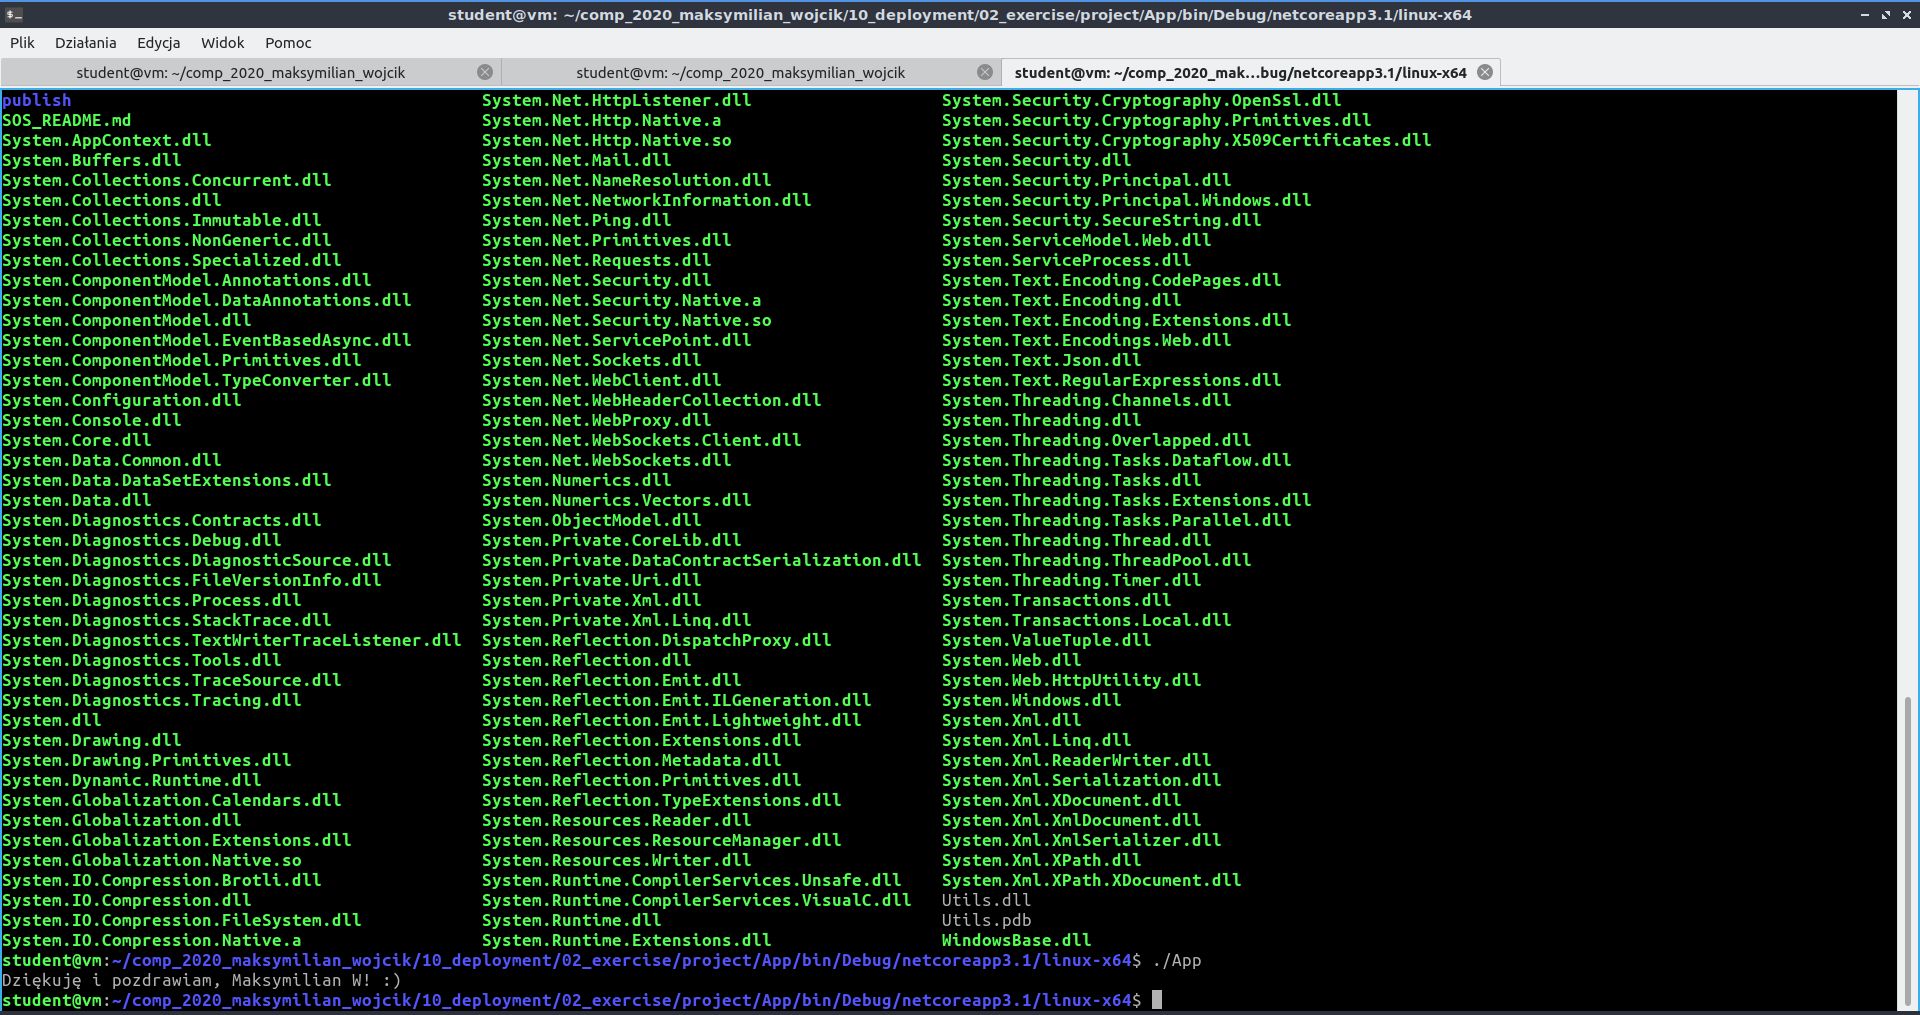 student@vm: ~/comp_2020_maksymilian_wojcik/10_deployment/02_exercise/project/App/bin/Debug/netcoreapp3.1/linux-x64
Plik Działania Edycja Widok Pomoc
student@vm: ~/comp_2020_maksymilian_wojcik student@vm: ~/comp_2020_maksymilian_wojcik student@vm: ~/comp_2020_mak...bug/netcoreapp3.1/linux-x64
publish System.Net.HttpListener.dll System.Security.Cryptography.OpenSsl.dll
SOS_README.md System.Net.Http.Native.a System.Security.Cryptography.Primitives.dll
System.AppContext.dll System.Net.Http.Native.so System.Security.Cryptography.X509Certificates.dll
System.Buffers.dll System.Net.Mail.dll System.Security.dll
System.Collections.Concurrent.dll System.Net.NameResolution.dll System.Security.Principal.dll
System.Collections.dll System.Net.NetworkInformation.dll System.Security.Principal.Windows.dll
System.Collections.Immutable.dll System.Net.Ping.dll System.Security.SecureString.dll
System.Collections.NonGeneric.dll System.Net.Primitives.dll System.ServiceModel.Web.dll
System.Collections.Specialized.dll System.Net.Requests.dll System.ServiceProcess.dll
System.ComponentModel.Annotations.dll System.Net.Security.dll System.Text.Encoding.CodePages.dll
System.ComponentModel.DataAnnotations.dll System.Net.Security.Native.a System.Text.Encoding.dll
System.ComponentModel.dll System.Net.Security.Native.so System.Text.Encoding.Extensions.dll
System.ComponentModel.EventBasedAsync.dll System.Net.ServicePoint.dll System.Text.Encodings.Web.dll
System.ComponentModel.Primitives.dll System.Net.Sockets.dll System.Text.Json.dll
System.ComponentModel.TypeConverter.dll System.Net.WebClient.dll System.Text.RegularExpressions.dll
System.Configuration.dll System.Net.WebHeaderCollection.dll System.Threading.Channels.dll
System.Console.dll System.Net.WebProxy.dll System.Threading.dll
System.Core.dll System.Net.WebSockets.Client.dll System.Threading.Overlapped.dll
System.Data.Common.dll System.Net.WebSockets.dll System.Threading.Tasks.Dataflow.dll
System.Data.DataSetExtensions.dll System.Numerics.dll System.Threading.Tasks.dll
System.Data.dll System.Numerics.Vectors.dll System.Threading.Tasks.Extensions.dll
System.Diagnostics.Contracts.dll System.ObjectModel.dll System.Threading.Tasks.Parallel.dll
System.Diagnostics.Debug.dll System.Private.CoreLib.dll System.Threading.Thread.dll
System.Diagnostics.DiagnosticSource.dll System.Private.DataContractSerialization.dll System.Threading.ThreadPool.dll
System.Diagnostics.FileVersionInfo.dll System.Private.Uri.dll System.Threading.Timer.dll
System.Diagnostics.Process.dll System.Private.Xml.dll System.Transactions.dll
System.Diagnostics.StackTrace.dll System.Private.Xml.Linq.dll System.Transactions.Local.dll
System.Diagnostics.TextWriterTraceListener.dll System.Reflection.DispatchProxy.dll System.ValueTuple.dll
System.Diagnostics.Tools.dll System.Reflection.dll System.Web.dll
System.Diagnostics.TraceSource.dll System.Reflection.Emit.dll System.Web.HttpUtility.dll
System.Diagnostics.Tracing.dll System.Reflection.Emit.ILGeneration.dll System.Windows.dll
System.dll System.Reflection.Emit.Lightweight.dll System.Xml.dll
System.Drawing.dll System.Reflection.Extensions.dll System.Xml.Linq.dll
System.Drawing.Primitives.dll System.Reflection.Metadata.dll System.Xml.ReaderWriter.dll
System.Dynamic.Runtime.dll System.Reflection.Primitives.dll System.Xml.Serialization.dll
System.Globalization.Calendars.dll System.Reflection.TypeExtensions.dll System.Xml.XDocument.dll
System.Globalization.dll System.Resources.Reader.dll System.Xml.XmlDocument.dll
System.Globalization.Extensions.dll System.Resources.ResourceManager.dll System.Xml.XmlSerializer.dll
System.Globalization.Native.so System.Resources.Writer.dll System.Xml.XPath.dll
System.IO.Compression.Brotli.dll System.Runtime.CompilerServices.Unsafe.dll System.Xml.XPath.XDocument.dll
System.IO.Compression.dll System.Runtime.CompilerServices.VisualC.dll Utils.dll
System.IO.Compression.FileSystem.dll System.Runtime.dll Utils.pdb
System.IO.Compression.Native.a System.Runtime.Extensions.dll WindowsBase.dll
student@vm:~/comp_2020_maksymilian_wojcik/10_deployment/02_exercise/project/App/bin/Debug/netcoreapp3.1/linux-x64$ ./App
Dziękuję i pozdrawiam, Maksymilian W! :)
student@vm:~/comp_2020_maksymilian_wojcik/10_deployment/02_exercise/project/App/bin/Debug/netcoreapp3.1/linux-x64$